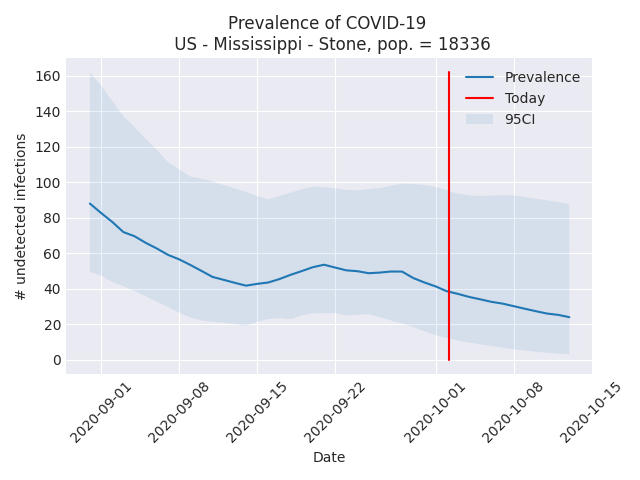 Prevalence of COVID-19
US - Mississippi - Stone, pop. = 18336
Prevalence
Today
95CI
160
140
120
100
80
60
40
20
0
# undetected infections
2020-09-01
2020-09-08
2020-09-15
2020-09-22
2020-10-01
2020-10-08
2020-10-15
Date